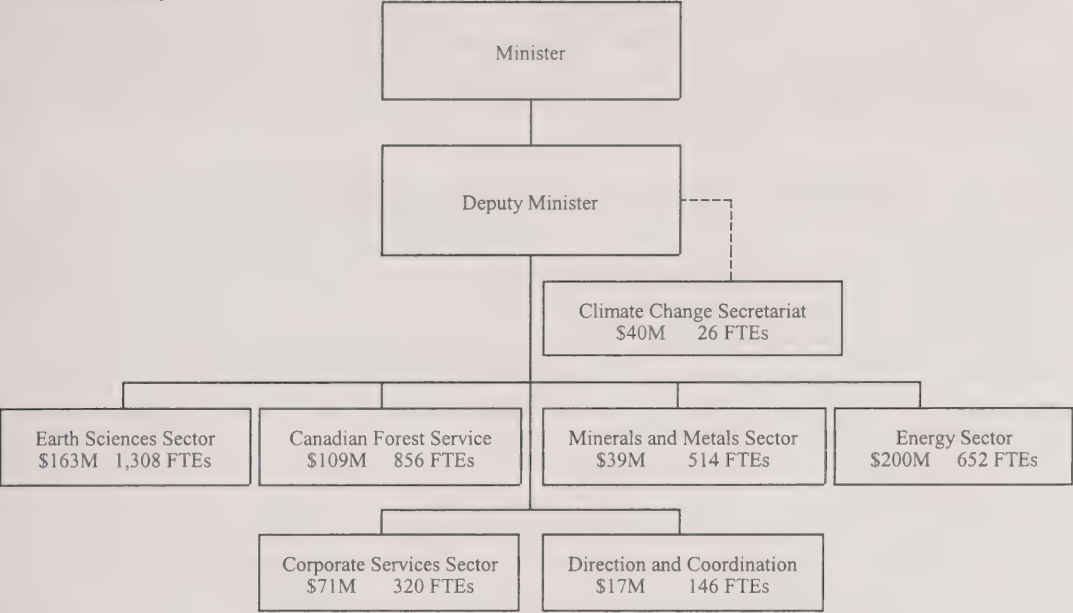 Minister
Deputy Minister
Climate Change Secretariat
$40M 26 FTEs
Earth Sciences Sector
$163M 1,308 FTEs
Canadian Forest Service
$109M 856 FTEs
Minerals and Metals Sector
$39M 514 FTEs
Energy Sector
$200M 652 FTEs
Corporate Services Sector
$71M 320 FTEs
Direction and Coordination
$17M 146 FTEs